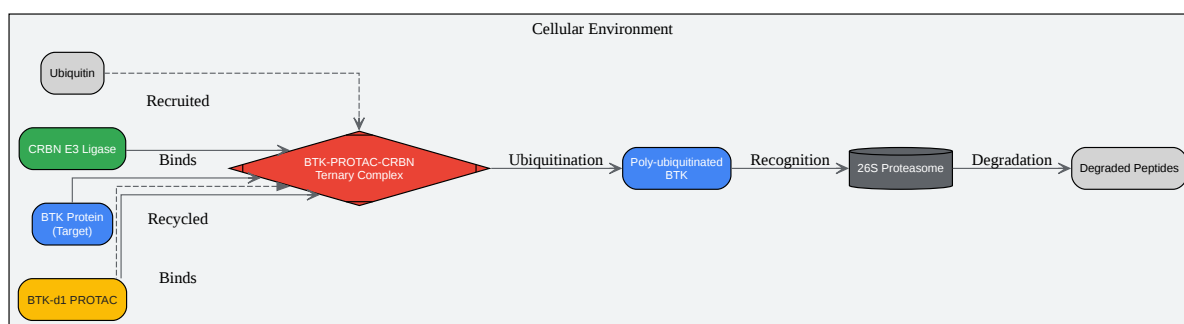 Cellular Environment
Ubiquitin
Recruited
CRBN E3 Ligase
Binds
BTK-PROTAC-CRBN
Ternary Complex
Ubiquitination
Poly-ubiquitinated
BTK
Recognition
26S Proteasome
Degradation
Degraded Peptides
BTK Protein
(Target)
Recycled
Binds
BTK-d1 PROTAC